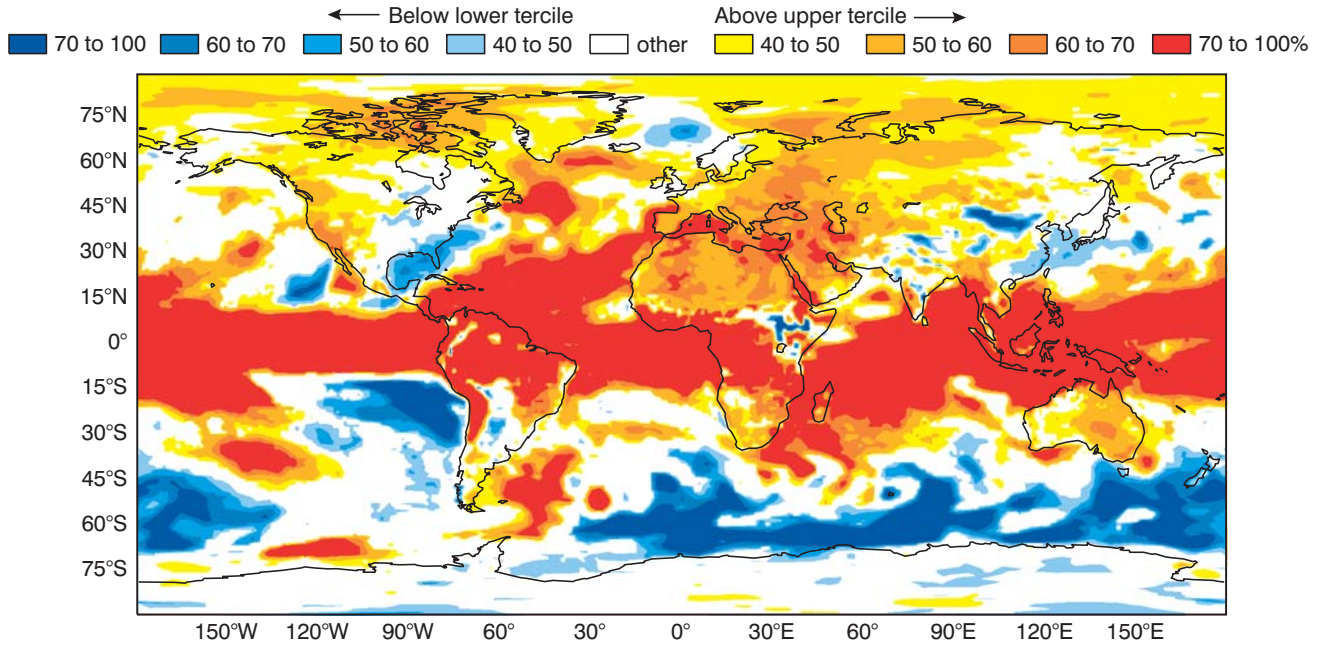 ← Below lower tercile Above upper tercile →
70 to 100 60 to 70 50 to 60 40 to 50 other 40 to 50 50 to 60 60 to 70 70 to 100%
75°N
60°N
45°N
30°N
15°N
0°
15°S
30°S
45°S
60°S
75°S
150°W 120°W 90°W 60° 30° 0° 30°E 60° 90°E 120°E 150°E